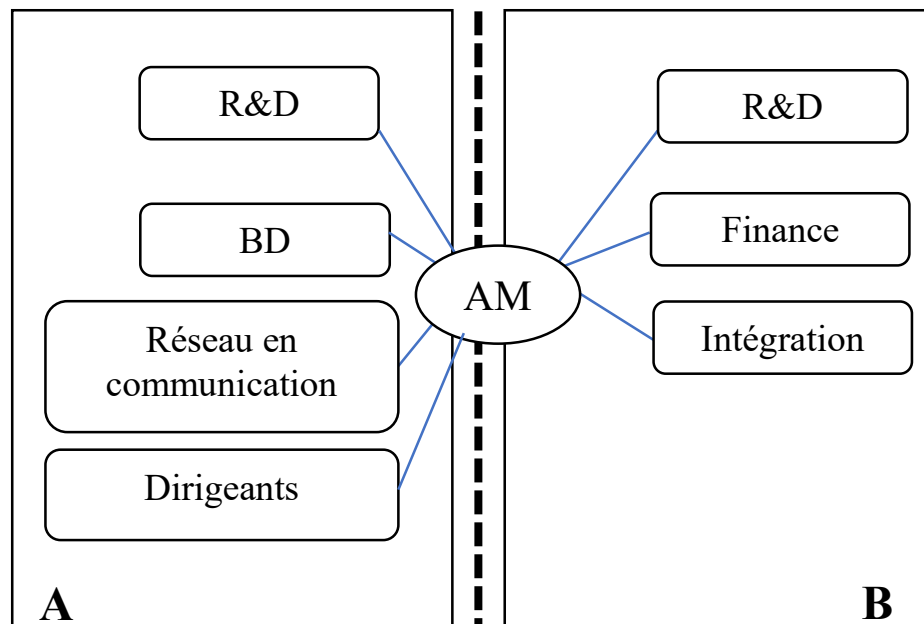 R&D
BD
Réseau en
communication
Dirigeants
A
AM
R&D
Finance
Intégration
B